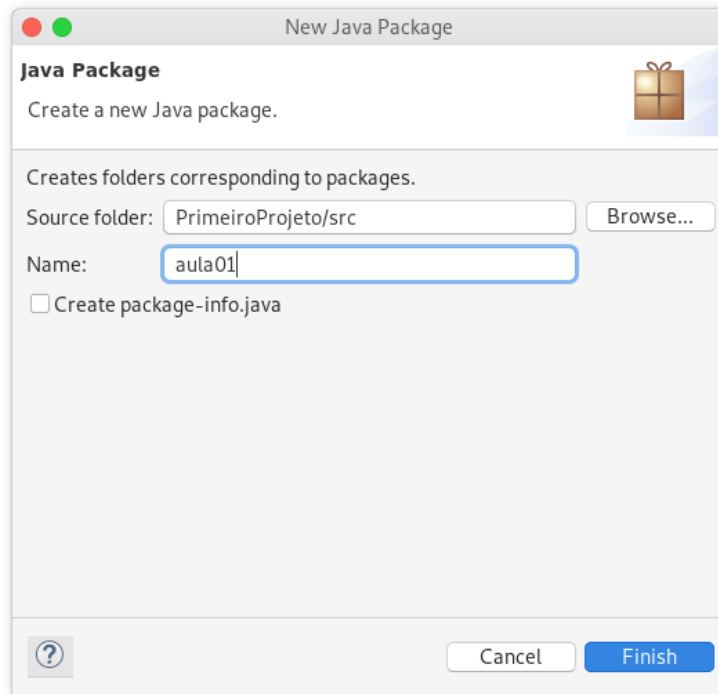 New Java Package
Java Package
Create a new Java package.
Creates folders corresponding to packages.
Source folder: PrimeiroProjeto/src Browse...
Name: aula01
Create package-info.java
? Cancel Finish